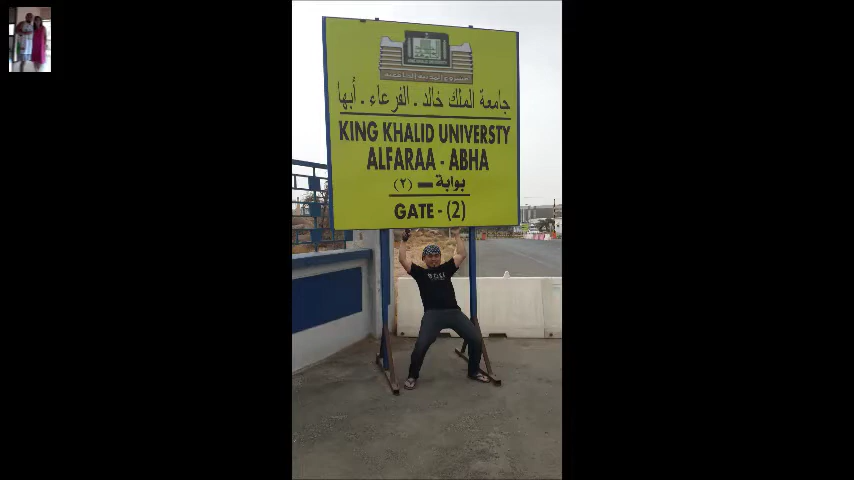 جامعة الملك خالد . الفرعاء . أبها
KING KHALID UNIVERSTY
ALFARAA - ABHA
بوابة – (٢)
GATE - (2)